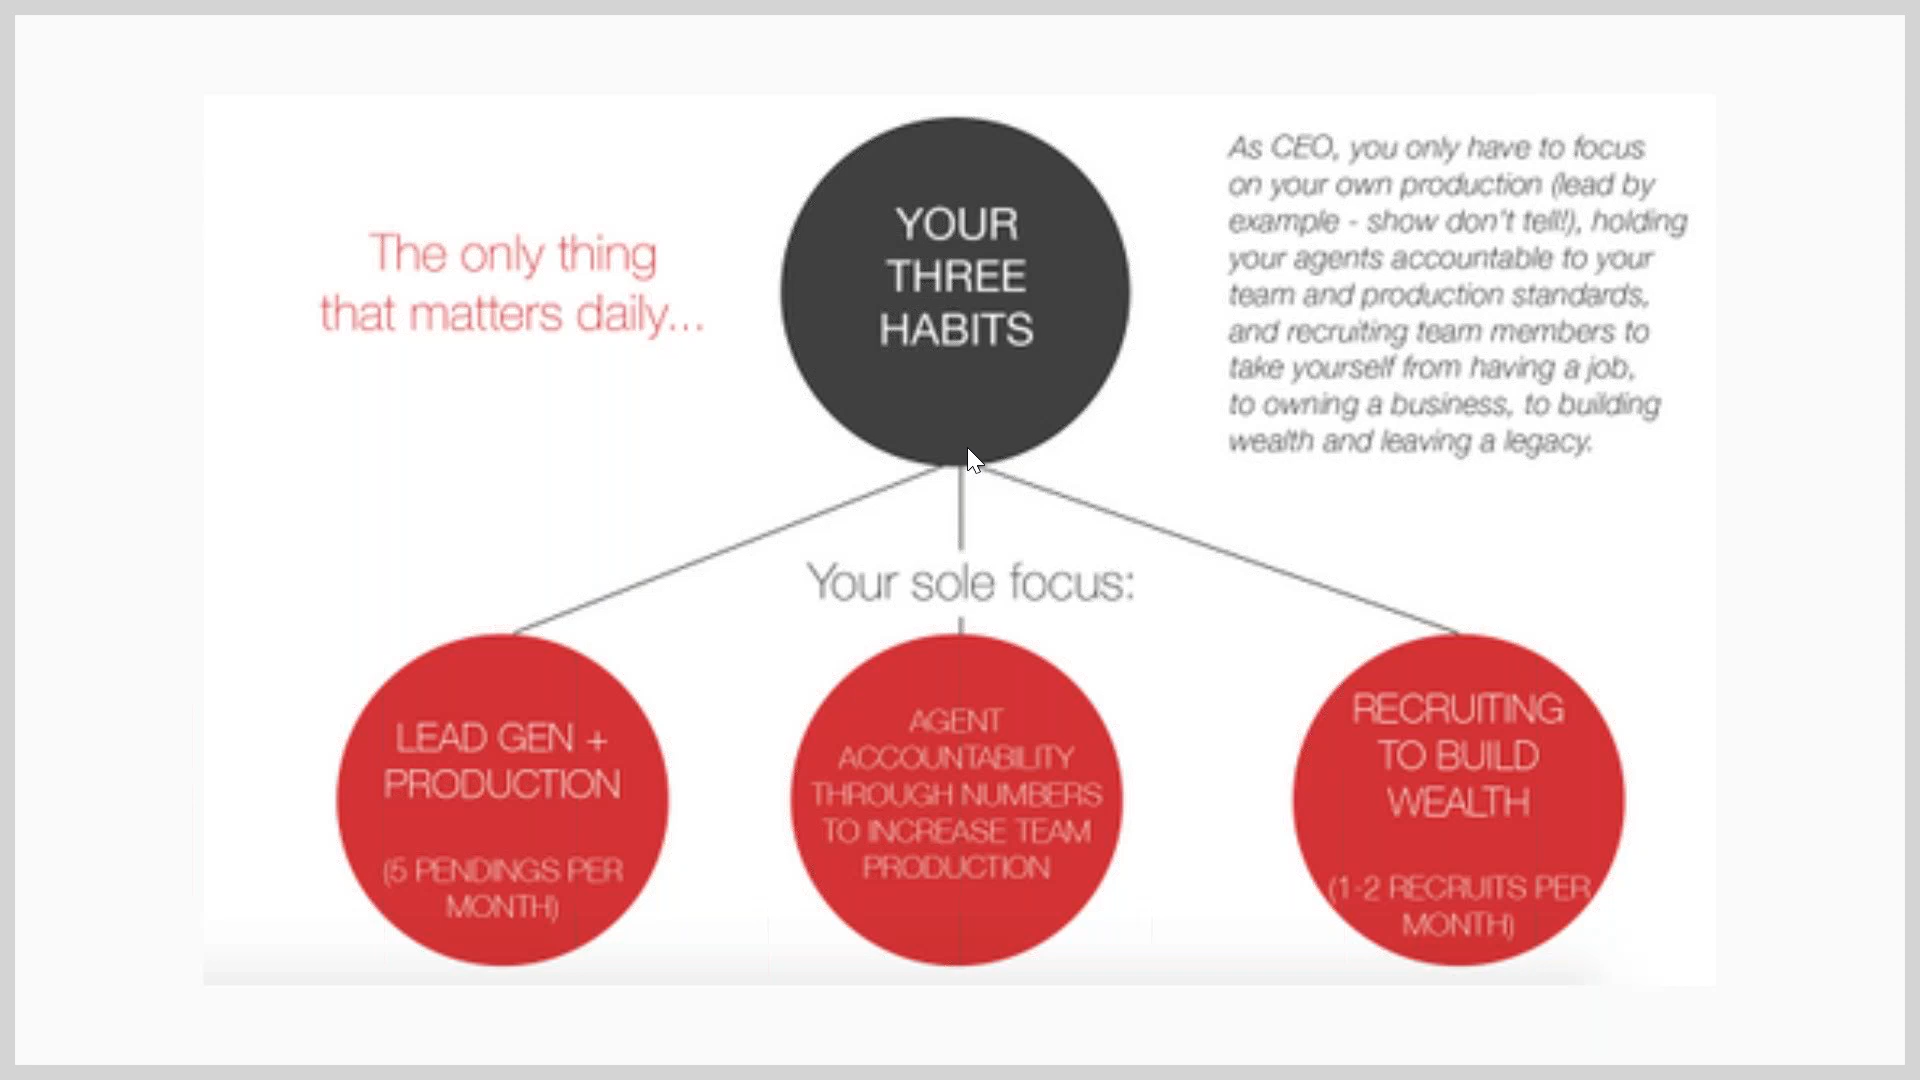 The only thing
that matters daily...
YOUR
THREE
HABITS
As CEO, you only have to focus
on your own production (lead by
example - show don't tell!), holding
your agents accountable to your
team and production standards,
and recruiting team members to
take yourself from having a job,
to owning a business, to building
wealth and leaving a legacy.
Your sole focus:
LEAD GEN +
PRODUCTION
(5 PENDINGS PER
MONTH)
AGENT
ACCOUNTABILITY
THROUGH NUMBERS
TO INCREASE TEAM
PRODUCTION
RECRUITING
TO BUILD
WEALTH
(1-2 RECRUITS PER
MONTH)